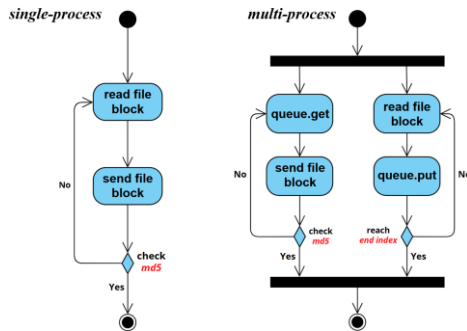 single-process
read file
block
send file
block
No
check
md5
Yes
multi-process
queue.get
read file
block
send file
block
queue.put
No
No
check
md5
reach
end index
Yes
Yes